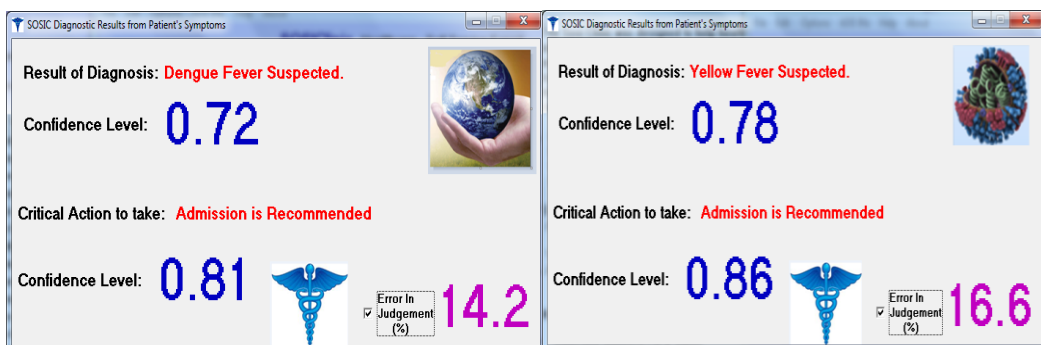 SOSIC Diagnostic Results from Patient's Symptoms
Result of Diagnosis: Dengue Fever Suspected.
Confidence Level: 0.72
Critical Action to take: Admission is Recommended
Confidence Level: 0.81
Error In
Judgement
(%)
14.2
SOSIC Diagnostic Results from Patient's Symptoms
Result of Diagnosis: Yellow Fever Suspected.
Confidence Level: 0.78
Critical Action to take: Admission is Recommended
Confidence Level: 0.86
Error In
Judgement
(%)
16.6